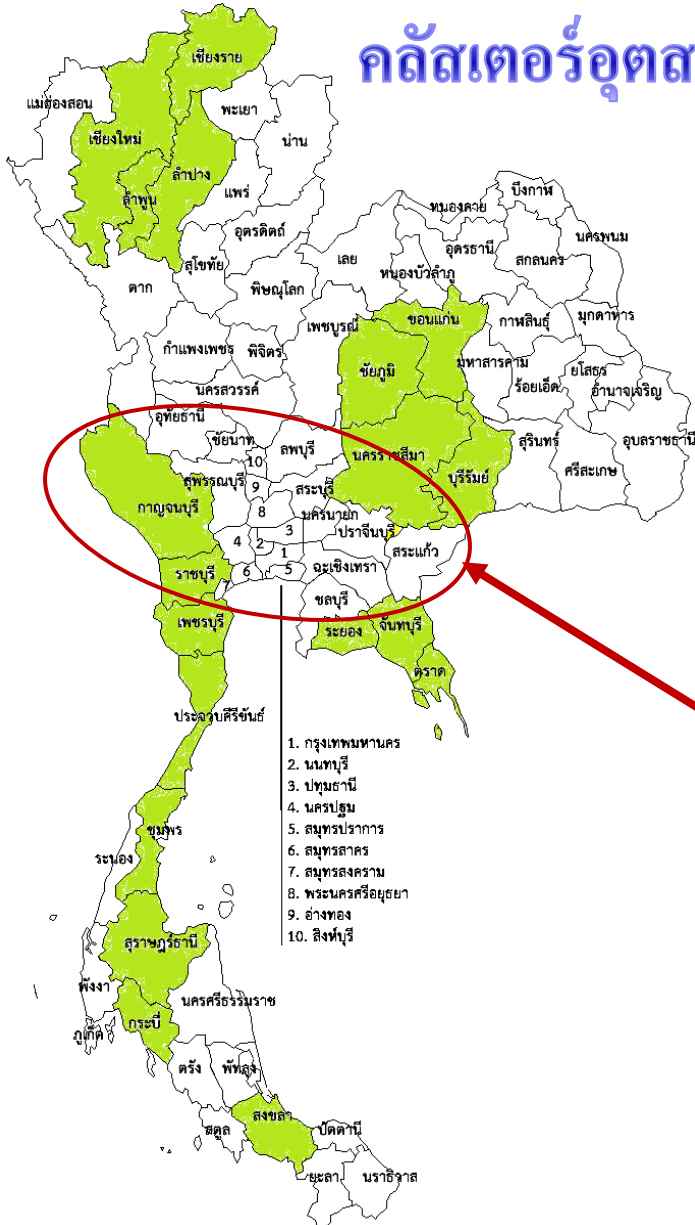 คลัสเตอร์อุตส
เชียงราย
แม่ฮ่องสอน
พะเยา
เชียงใหม่
น่าน
ลำปาง
แพร่
ลำพูน
บึงกาฬ
หนองคาย
อุตรดิตถ์
นครพนม
อุดรธานี
เลย
สกลนคร
สุโขทัย
หนองบัวลำภู
ตาก
พิษณุโลก
เพชรบูรณ์
ขอนแก่น
กาฬสินธุ์
มุกดาหาร
กำแพงเพชร
พิจิตร
ชัยภูมิ
มหาสารคาม
ยโสธร
ร้อยเอ็ด
อำนาจเจริญ
นครสวรรค์
อุทัยธานี
ชัยนาท
ลพบุรี
นครราชสีมา
สุรินทร์
อุบลราชธานี
10
สุพรรณบุรี
9
สระบุรี
บุรีรัมย์
ศรีสะเกษ
กาญจนบุรี
8
นครนายก
3
ปราจีนบุรี
4
2
1
สระแก้ว
ราชบุรี
6
5
ฉะเชิงเทรา
7
ชลบุรี
เพชรบุรี
ระยอง
จันทบุรี
ตราด
ประจวบคีรีขันธ์
1. กรุงเทพมหานคร
2. นนทบุรี
3. ปทุมธานี
4. นครปฐม
5. สมุทรปราการ
6. สมุทรสาคร
7. สมุทรสงคราม
8. พระนครศรีอยุธยา
9. อ่างทอง
10. สิงห์บุรี
ชุมพร
ระนอง
สุราษฎร์ธานี
พังงา
นครศรีธรรมราช
กระบี่
ภูเก็ต
ตรัง
พัทลุง
สงขลา
สตูล
ปัตตานี
ยะลา
นราธิวาส